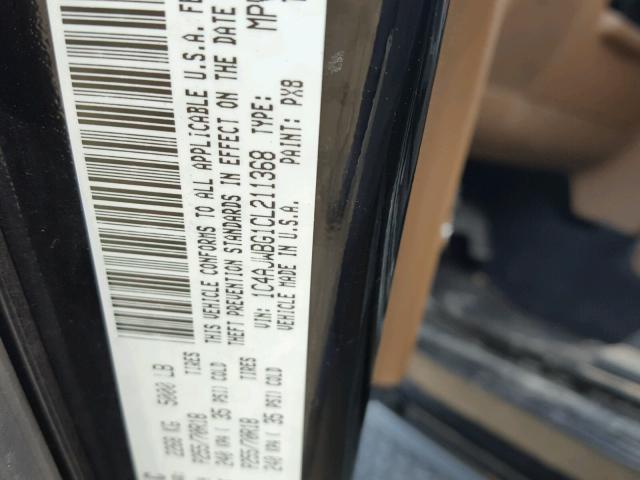 THIS VEHICLE CONFORMS TO ALL APPLICABLE U.S.A. FE
THEFT PREVENTION STANDARDS IN EFFECT ON THE DATE
VIN: 1C4AJWBG1CL211368 TYPE: MPV
VEHICLE MADE IN U.S.A. PAINT: PX8
2268 KG 5000 LB
P255/70R18 TIRES
240 KPA ( 35 PSI COLD
P255/70R18 TIRES
240 KPA ( 35 PSI COLD